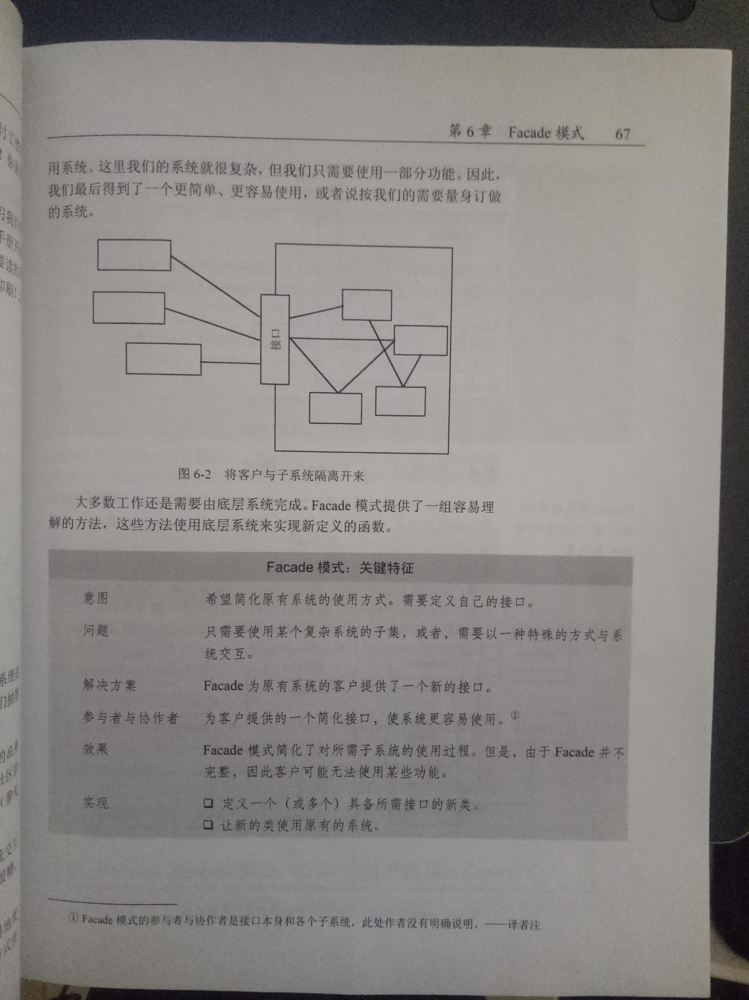 第 6 章 Facade 模式 67
用系统。这里我们的系统就很复杂，但我们只需要使用一部分功能。因此，
我们最后得到了一个更简单、更容易使用，或者说按我们的需要量身订做
的系统。
接口
图 6-2 将客户与子系统隔离开来
大多数工作还是需要由底层系统完成。Facade 模式提供了一组容易理
解的方法，这些方法使用底层系统来实现新定义的函数。
Facade 模式：关键特征
意图 希望简化原有系统的使用方式。需要定义自己的接口。
问题 只需要使用某个复杂系统的子集，或者，需要以一种特殊的方式与系
统交互。
解决方案 Facade 为原有系统的客户提供了一个新的接口。
参与者与协作者 为客户提供的一个简化接口，使系统更容易使用。①
效果 Facade 模式简化了对所需子系统的使用过程。但是，由于 Facade 并不
完整，因此客户可能无法使用某些功能。
实现 ❑ 定义一个（或多个）具备所需接口的新类。
❑ 让新的类使用原有的系统。
① Facade 模式的参与者与协作者是接口本身和各个子系统，此处作者没有明确说明。——译者注